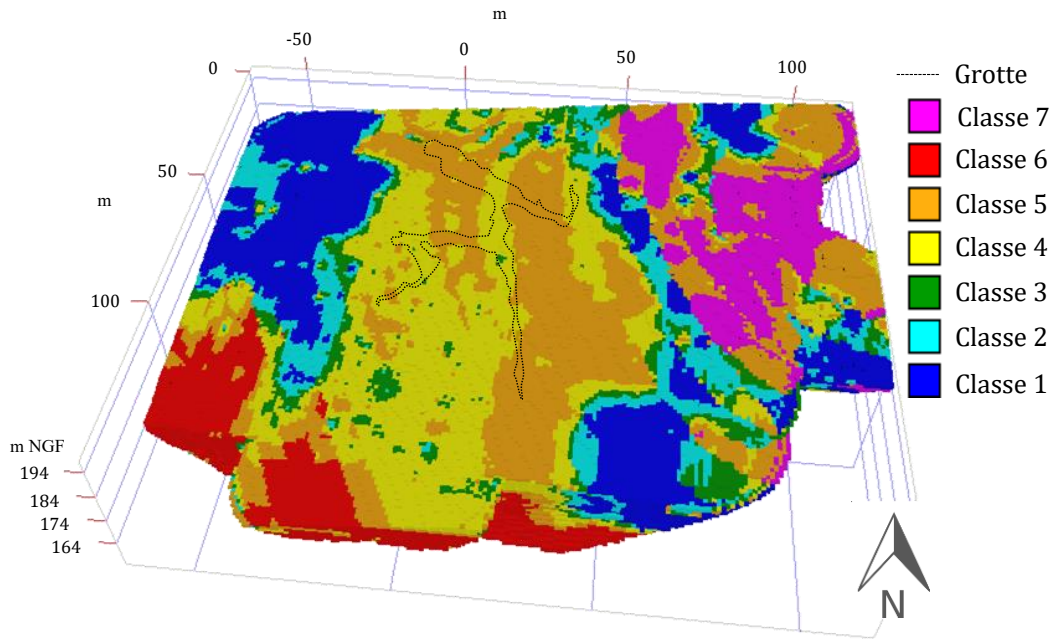 m
-50
0
50
100
0
50
m
100
m NGF
194
184
174
164
Grotte
Classe 7
Classe 6
Classe 5
Classe 4
Classe 3
Classe 2
Classe 1
N